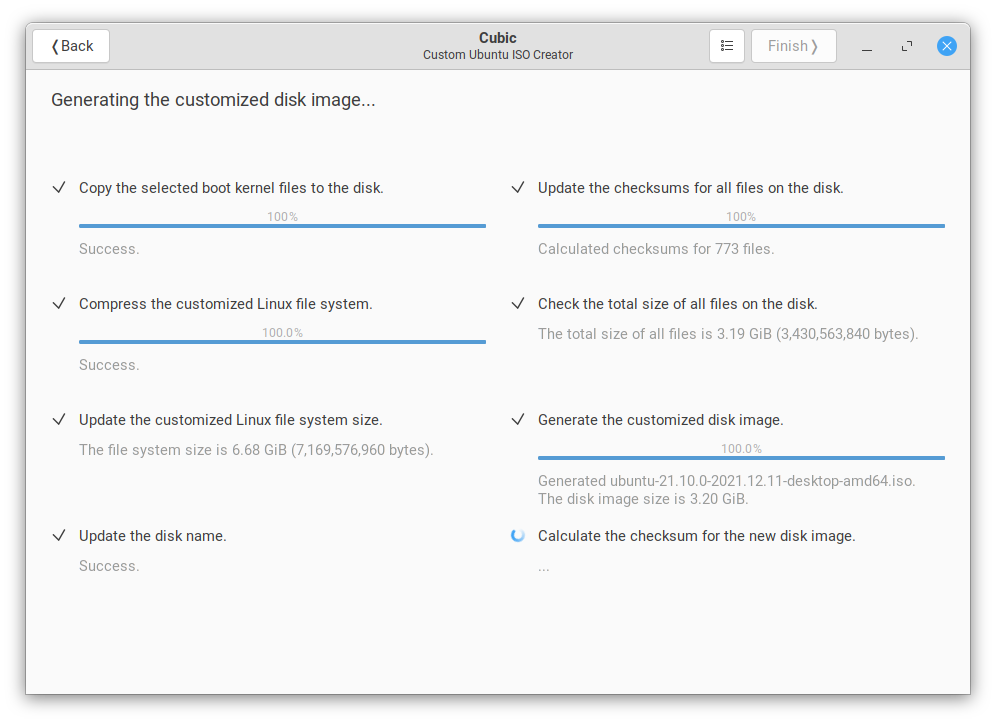 ❬Back
Cubic
Custom Ubuntu ISO Creator
Finish❭
Generating the customized disk image...
Copy the selected boot kernel files to the disk.
100%
Success.
Compress the customized Linux file system.
100.0%
Success.
Update the customized Linux file system size.
The file system size is 6.68 GiB (7,169,576,960 bytes).
Update the disk name.
Success.
Update the checksums for all files on the disk.
100%
Calculated checksums for 773 files.
Check the total size of all files on the disk.
The total size of all files is 3.19 GiB (3,430,563,840 bytes).
Generate the customized disk image.
100.0%
Generated ubuntu-21.10.0-2021.12.11-desktop-amd64.iso.
The disk image size is 3.20 GiB.
Calculate the checksum for the new disk image.
...